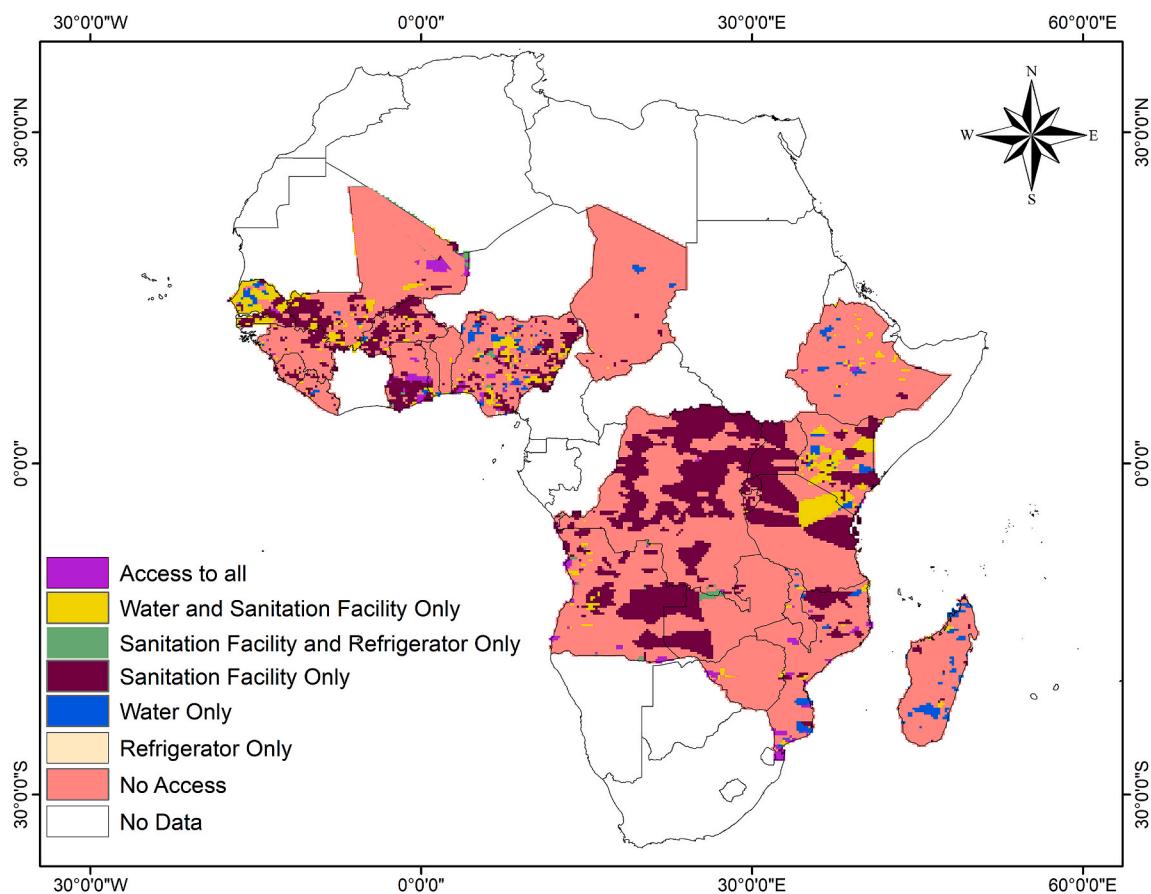 30°0'0"W 0°0'0" 30°0'0"E 60°0'0"E
30°0'0"N 30°0'0"N
N
W E
S
0°0'0" 0°0'0"
Access to all
Water and Sanitation Facility Only
Sanitation Facility and Refrigerator Only
Sanitation Facility Only
Water Only
Refrigerator Only
No Access
No Data
30°0'0"S 30°0'0"S
30°0'0"W 0°0'0" 30°0'0"E 60°0'0"E